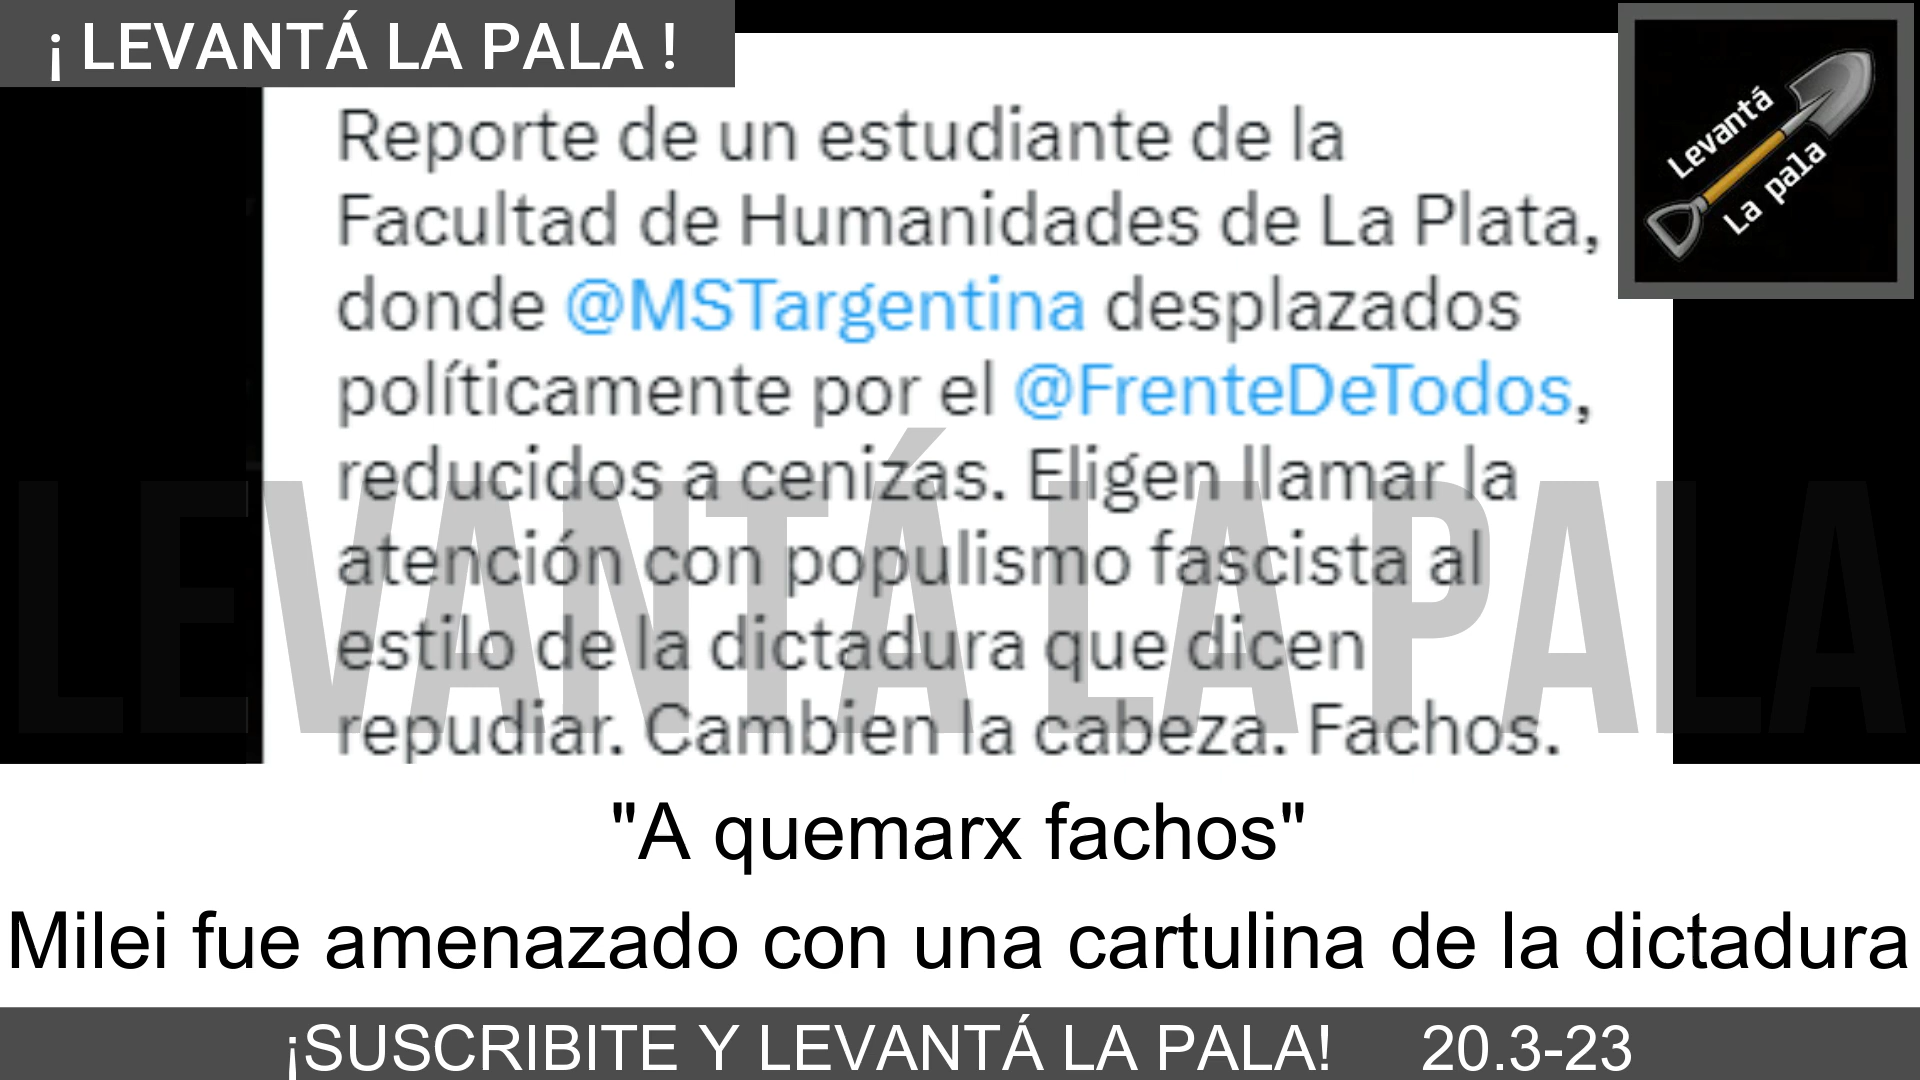 ¡ LEVANTÁ LA PALA !
Levantá
La pala
Reporte de un estudiante de la
Facultad de Humanidades de La Plata,
donde @MSTargentina desplazados
políticamente por el @FrenteDeTodos,
reducidos a cenizas. Eligen llamar la
atención con populismo fascista al
estilo de la dictadura que dicen
repudiar. Cambien la cabeza. Fachos.
LEVANTÁ LA PALA
"A quemarx fachos"
Milei fue amenazado con una cartulina de la dictadura
¡SUSCRIBITE Y LEVANTÁ LA PALA! 20.3-23